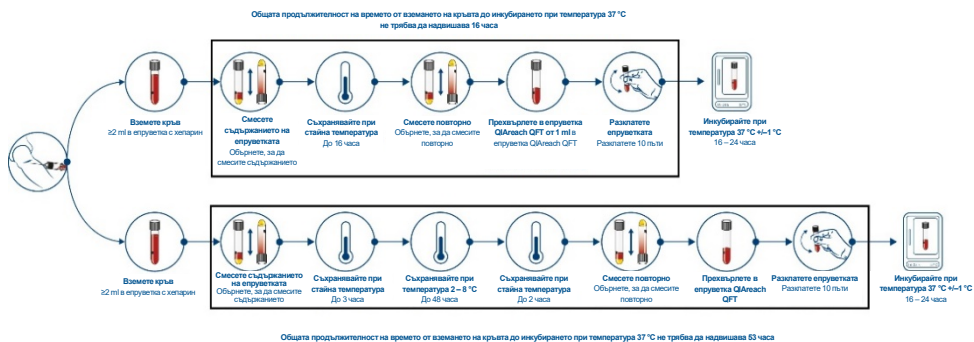 Общата продължителност на времето от вземането на кръвта до инкубирането при температура 37 °C
не трябва да надвишава 16 часа
Вземете кръв
≥2 ml в епруветка с хепарин
Смесете
съдържанието на
епруветката
Обърнете, за да
смесите съдържанието
Съхранявайте при
стайна температура
До 16 часа
Смесете повторно
Обърнете, за да смесите
повторно
Прехвърлете в епруветка
QIAreach QFT от 1 ml в
епруветка QIAreach QFT
Разклатете
епруветката
Разклатете 10 пъти
Инкубирайте при
температура 37 °C +/–1 °C
16 – 24 часа
Вземете кръв
≥2 ml в епруветка с хепарин
Смесете съдържанието
на епруветката
Обърнете, за да смесите
съдържанието
Съхранявайте при
стайна температура
До 3 часа
Съхранявайте при
температура 2 – 8 °C
До 48 часа
Съхранявайте при
стайна температура
До 2 часа
Смесете повторно
Обърнете, за да смесите
повторно
Прехвърлете в
епруветка QIAreach
QFT
Разклатете епруветката
Разклатете 10 пъти
Инкубирайте при
температура 37 °C +/–1 °C
16 – 24 часа
Общата продължителност на времето от вземането на кръвта до инкубирането при температура 37 °C не трябва да надвишава 53 часа